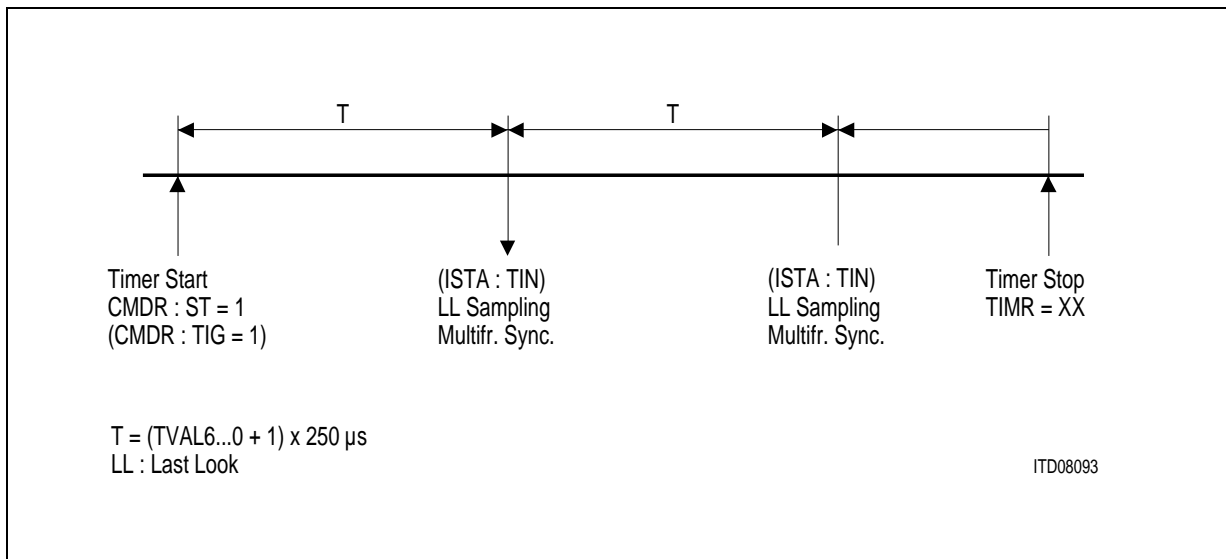 T
T
Timer Start
CMDR : ST = 1
(CMDR : TIG = 1)
(ISTA : TIN)
LL Sampling
Multifr. Sync.
(ISTA : TIN)
LL Sampling
Multifr. Sync.
Timer Stop
TIMR = XX
T = (TVAL6...0 + 1) x 250 µs
LL : Last Look
ITD08093